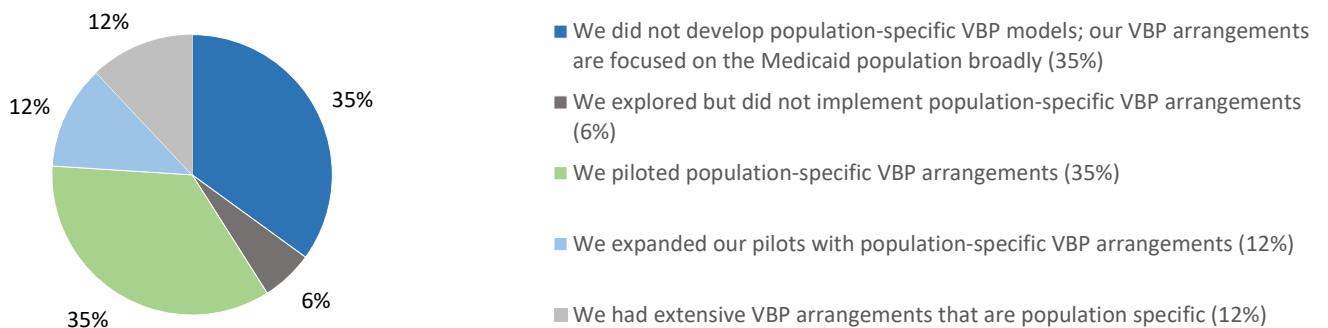 12%
12%
35%
6%
35%
We did not develop population-specific VBP models; our VBP arrangements
are focused on the Medicaid population broadly (35%)
We explored but did not implement population-specific VBP arrangements
(6%)
We piloted population-specific VBP arrangements (35%)
We expanded our pilots with population-specific VBP arrangements (12%)
We had extensive VBP arrangements that are population specific (12%)